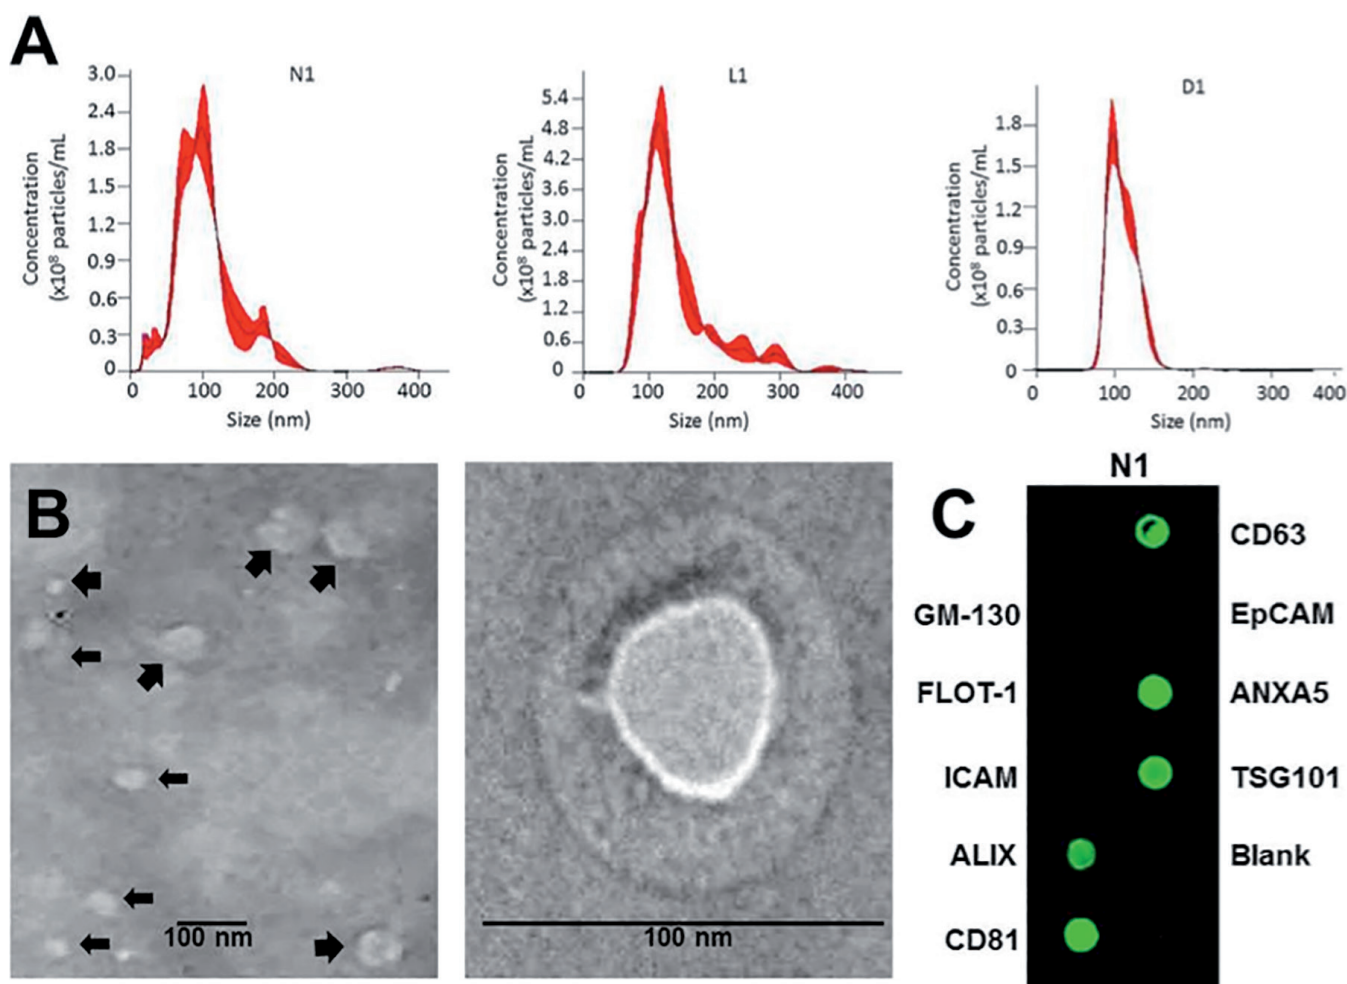 A
N1
Concentration
(x10⁸ particles/mL
3.0
2.4
1.8
1.5
1.2
0.9
0.6
0.3
0
0 100 200 300 400
Size (nm)
L1
Concentration
(x10⁸ particles/mL
5.4
4.8
4.2
3.6
3.0
2.4
1.8
1.2
0.6
0
0 100 200 300 400
Size (nm)
D1
Concentration
(x10⁸ particles/mL
1.8
1.5
1.2
0.9
0.6
0.3
0
0 100 200 300 400
Size (nm)
B
100 nm
100 nm
C
N1
CD63
GM-130 EpCAM
FLOT-1 ANXA5
ICAM TSG101
ALIX Blank
CD81